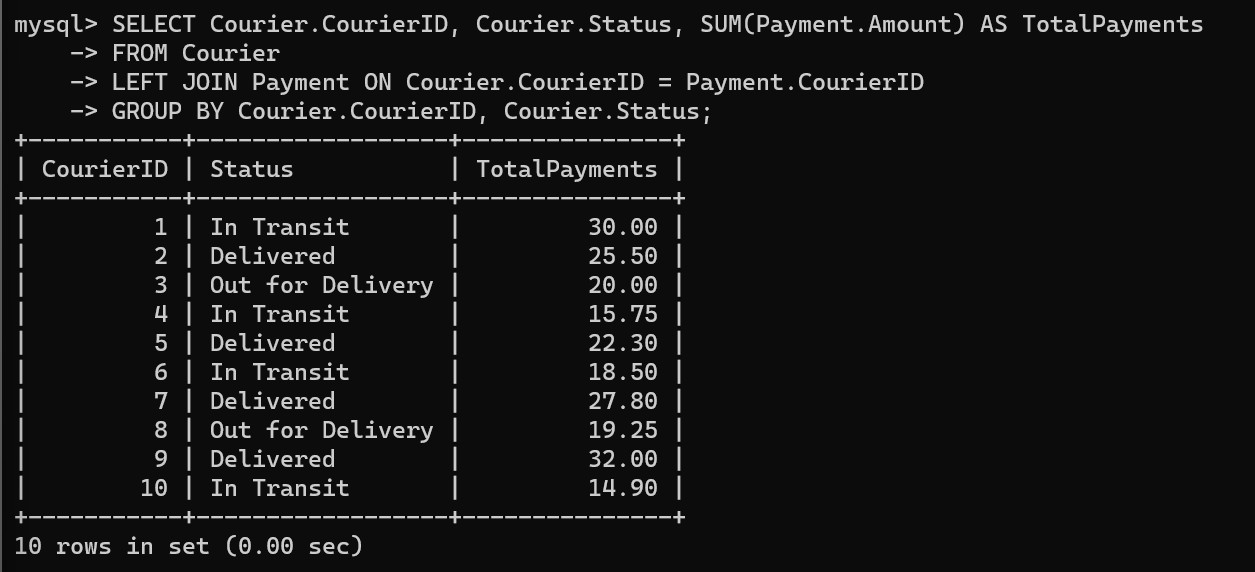 mysql> SELECT Courier.CourierID, Courier.Status, SUM(Payment.Amount) AS TotalPayments
    -> FROM Courier
    -> LEFT JOIN Payment ON Courier.CourierID = Payment.CourierID
    -> GROUP BY Courier.CourierID, Courier.Status;
+-----------+------------------+---------------+
| CourierID | Status           | TotalPayments |
+-----------+------------------+---------------+
|         1 | In Transit       |         30.00 |
|         2 | Delivered        |         25.50 |
|         3 | Out for Delivery |         20.00 |
|         4 | In Transit       |         15.75 |
|         5 | Delivered        |         22.30 |
|         6 | In Transit       |         18.50 |
|         7 | Delivered        |         27.80 |
|         8 | Out for Delivery |         19.25 |
|         9 | Delivered        |         32.00 |
|        10 | In Transit       |         14.90 |
+-----------+------------------+---------------+
10 rows in set (0.00 sec)